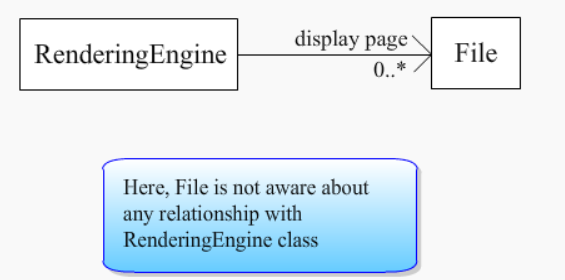 RenderingEngine
display page
0..*
File
Here, File is not aware about
any relationship with
RenderingEngine class